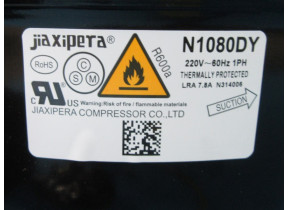 jiaxipera
N1080DY
R600a
220V~60Hz 1PH
THERMALLY PROTECTED
LRA 7.8A N314006
RoHS
C S M
c RU US
SUCTION
Warning:Risk of fire / flammable materials
JIAXIPERA COMPRESSOR CO.,LTD